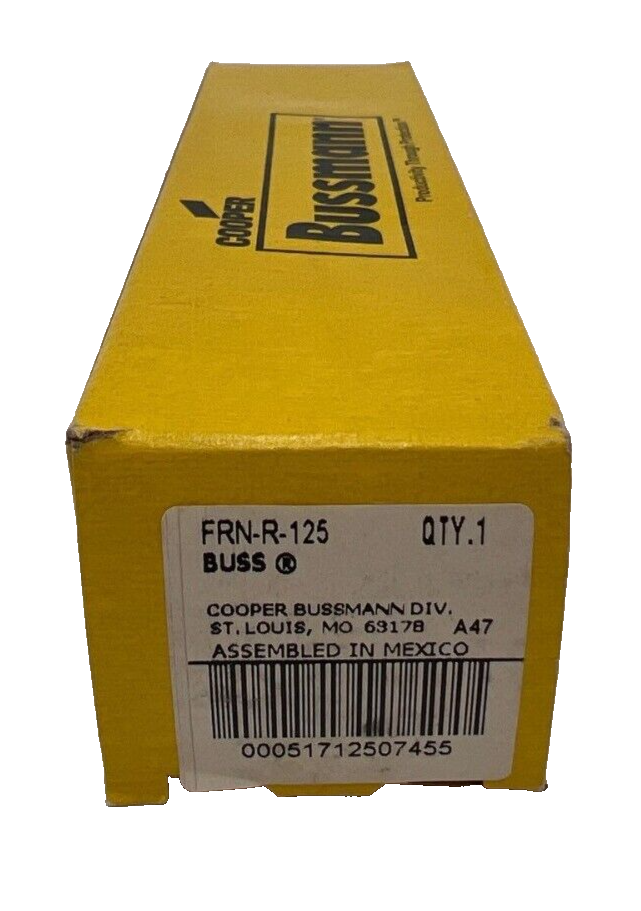 COOPER
Bussmann
Productivity Through Protection™
FRN-R-125 QTY.1
BUSS ®
COOPER BUSSMANN DIV.
ST. LOUIS, MO 63178 A47
ASSEMBLED IN MEXICO
00051712507455